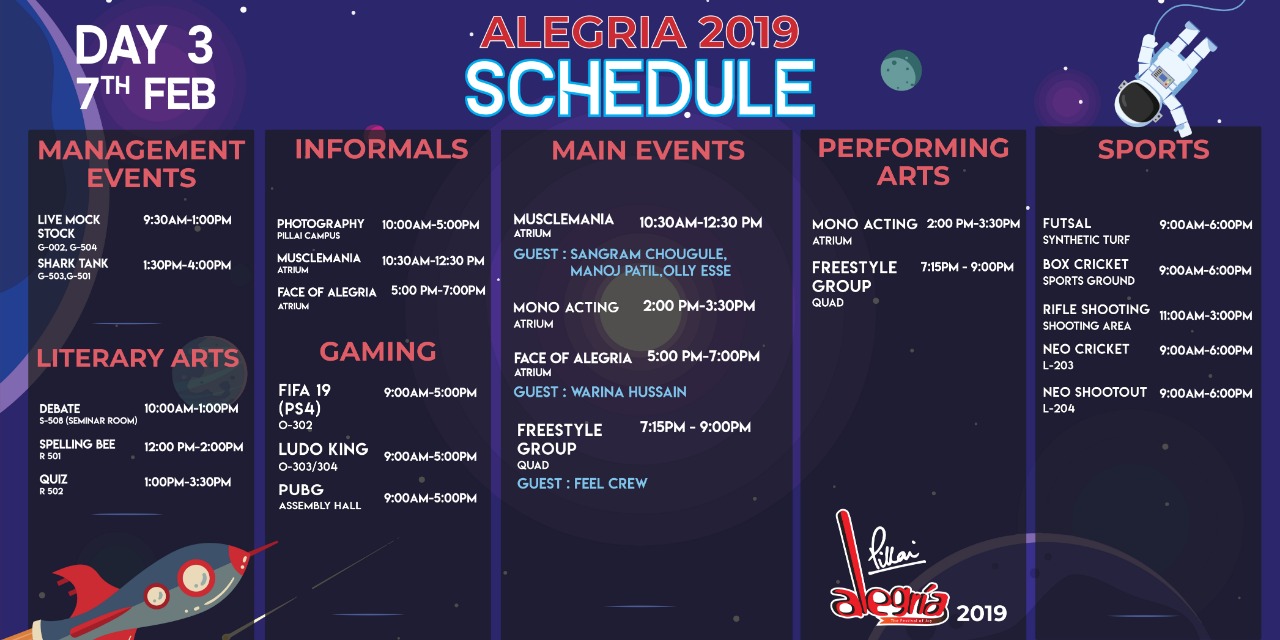 DAY 3
7TH FEB
ALEGRIA 2019
SCHEDULE
MANAGEMENT
EVENTS
LIVE MOCK 9:30AM-1:00PM
STOCK
G-002, G-504
SHARK TANK 1:30PM-4:00PM
G-503,G-501
LITERARY ARTS
DEBATE 10:00AM-1:00PM
S-508 (SEMINAR ROOM)
SPELLING BEE 12:00 PM-2:00PM
R 501
QUIZ 1:00PM-3:30PM
R 502
INFORMALS
PHOTOGRAPHY 10:00AM-5:00PM
PILLAI CAMPUS
MUSCLEMANIA 10:30AM-12:30 PM
ATRIUM
FACE OF ALEGRIA 5:00 PM-7:00PM
ATRIUM
GAMING
FIFA 19 9:00AM-5:00PM
(PS4)
O-302
LUDO KING 9:00AM-5:00PM
O-303/304
PUBG 9:00AM-5:00PM
ASSEMBLY HALL
MAIN EVENTS
MUSCLEMANIA 10:30AM-12:30 PM
ATRIUM
GUEST : SANGRAM CHOUGULE,
MANOJ PATIL,OLLY ESSE
MONO ACTING 2:00 PM-3:30PM
ATRIUM
FACE OF ALEGRIA 5:00 PM-7:00PM
ATRIUM
GUEST : WARINA HUSSAIN
FREESTYLE 7:15PM - 9:00PM
GROUP
QUAD
GUEST : FEEL CREW
PERFORMING
ARTS
MONO ACTING 2:00 PM-3:30PM
ATRIUM
FREESTYLE 7:15PM - 9:00PM
GROUP
QUAD
Pillai
alegria
The Festival of Joy
2019
SPORTS
FUTSAL 9:00AM-6:00PM
SYNTHETIC TURF
BOX CRICKET 9:00AM-6:00PM
SPORTS GROUND
RIFLE SHOOTING 11:00AM-3:00PM
SHOOTING AREA
NEO CRICKET 9:00AM-6:00PM
L-203
NEO SHOOTOUT 9:00AM-6:00PM
L-204